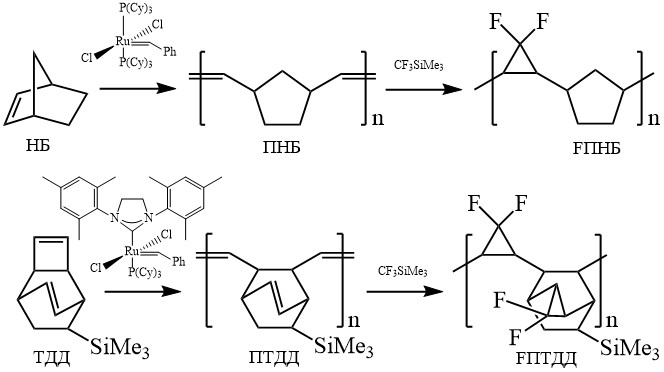 P(Cy)3
Cl
Ru
Ph
Cl
P(Cy)3
НБ
n
ПНБ
CF3SiMe3
F F
n
FПНБ
N N
Cl
Ru
Ph
Cl
P(Cy)3
SiMe3
ТДД
n
SiMe3
ПТДД
CF3SiMe3
F F
F
F
n
SiMe3
FПТДД